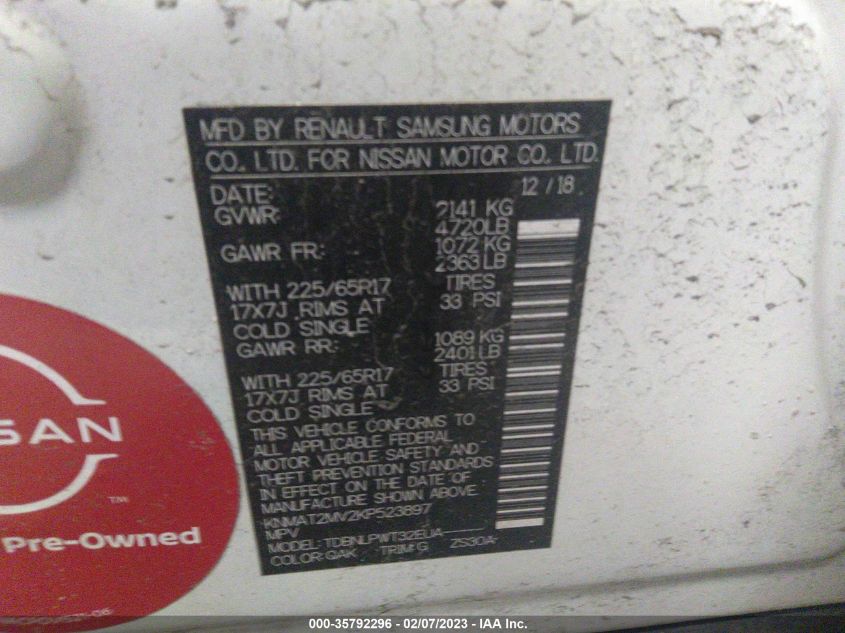 MFD BY RENAULT SAMSUNG MOTORS
CO., LTD. FOR NISSAN MOTOR CO., LTD.
DATE: 12 / 18
GVWR: 2141 KG
4720LB
GAWR FR: 1072 KG
2363 LB
WITH 225/65R17 TIRES
17X7J RIMS AT 33 PSI
COLD SINGLE
GAWR RR: 1089 KG
2401 LB
WITH 225/65R17 TIRES
17X7J RIMS AT 33 PSI
COLD SINGLE
THIS VEHICLE CONFORMS TO
ALL APPLICABLE FEDERAL
MOTOR VEHICLE SAFETY AND
THEFT PREVENTION STANDARDS
IN EFFECT ON THE DATE OF
MANUFACTURE SHOWN ABOVE.
KNMAT2MV2KP523897
MPV
MODEL: TDBNLPWT32EUA
COLOR: QAK TRIM: G ZS30A
SSAN
TM
Pre-Owned
000-35792296 - 02/07/2023 - IAA Inc.